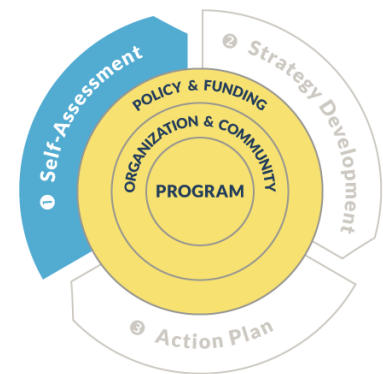 ❶ Self-Assessment
❷ Strategy Development
❸ Action Plan
POLICY & FUNDING
ORGANIZATION & COMMUNITY
PROGRAM